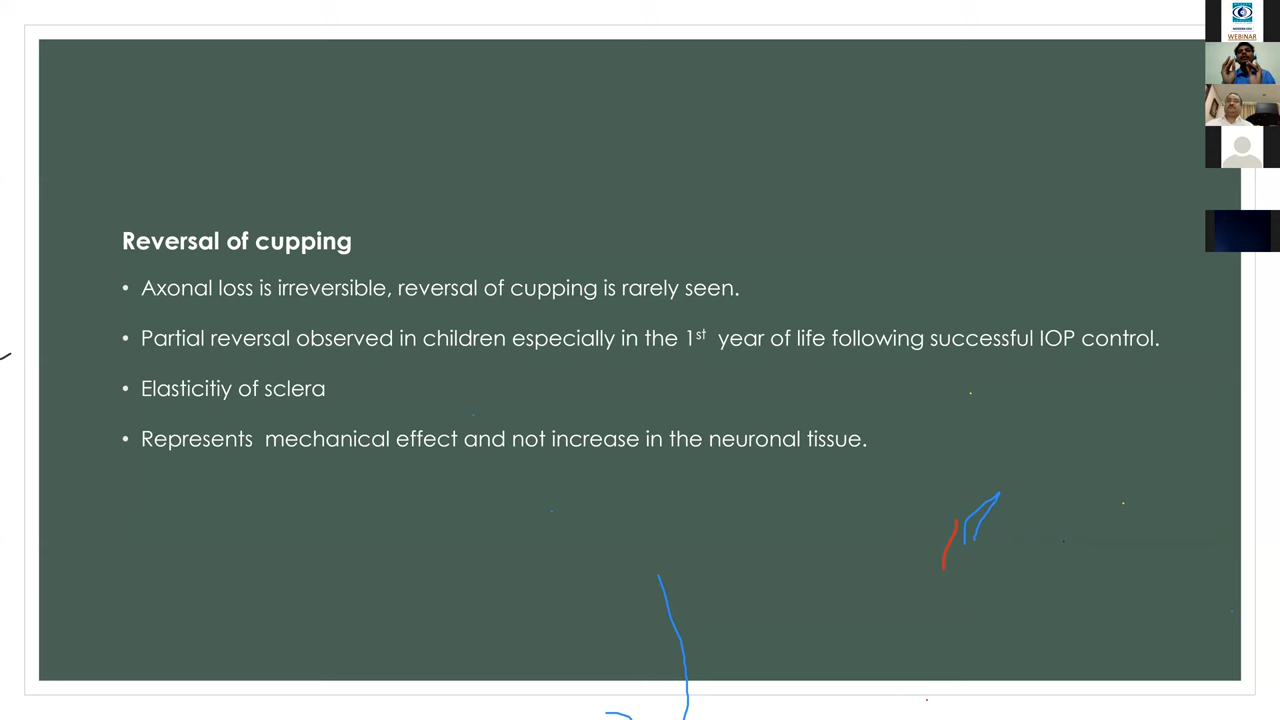 WEBINAR
Reversal of cupping
• Axonal loss is irreversible, reversal of cupping is rarely seen.
• Partial reversal observed in children especially in the 1st year of life following successful IOP control.
• Elasticitiy of sclera
• Represents mechanical effect and not increase in the neuronal tissue.